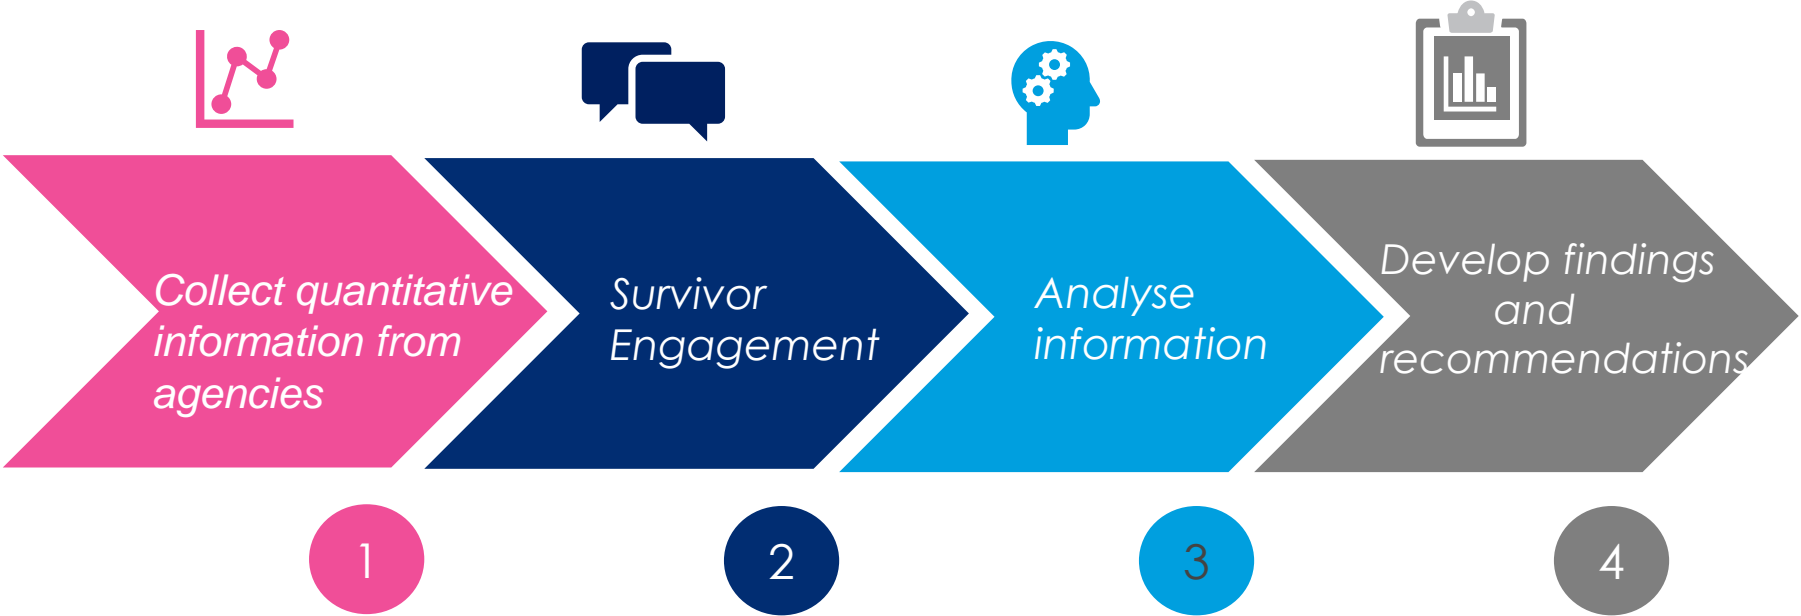 Collect quantitative
information from
agencies
Survivor
Engagement
Analyse
information
Develop findings
and
recommendations
1
2
3
4